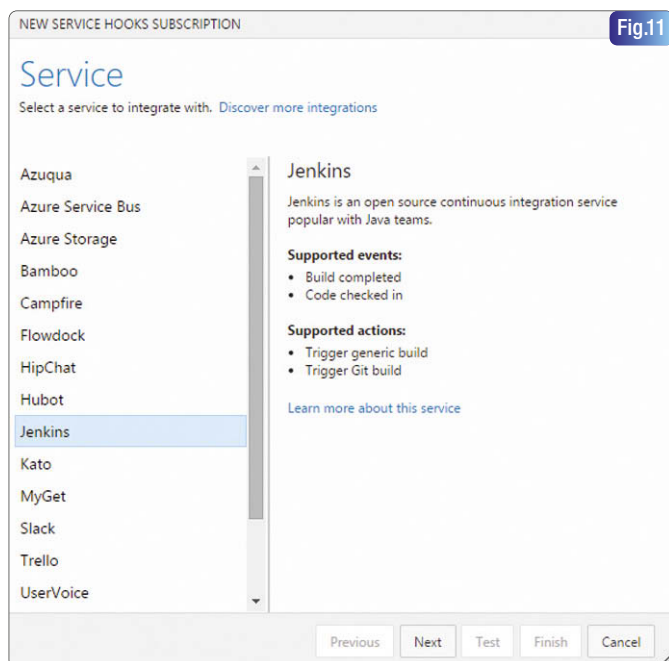 NEW SERVICE HOOKS SUBSCRIPTION
Fig.11
Service
Select a service to integrate with. Discover more integrations
Azuqua
Azure Service Bus
Azure Storage
Bamboo
Campfire
Flowdock
HipChat
Hubot
Jenkins
Kato
MyGet
Slack
Trello
UserVoice
Jenkins
Jenkins is an open source continuous integration service
popular with Java teams.
Supported events:
• Build completed
• Code checked in
Supported actions:
• Trigger generic build
• Trigger Git build
Learn more about this service
Previous Next Test Finish Cancel